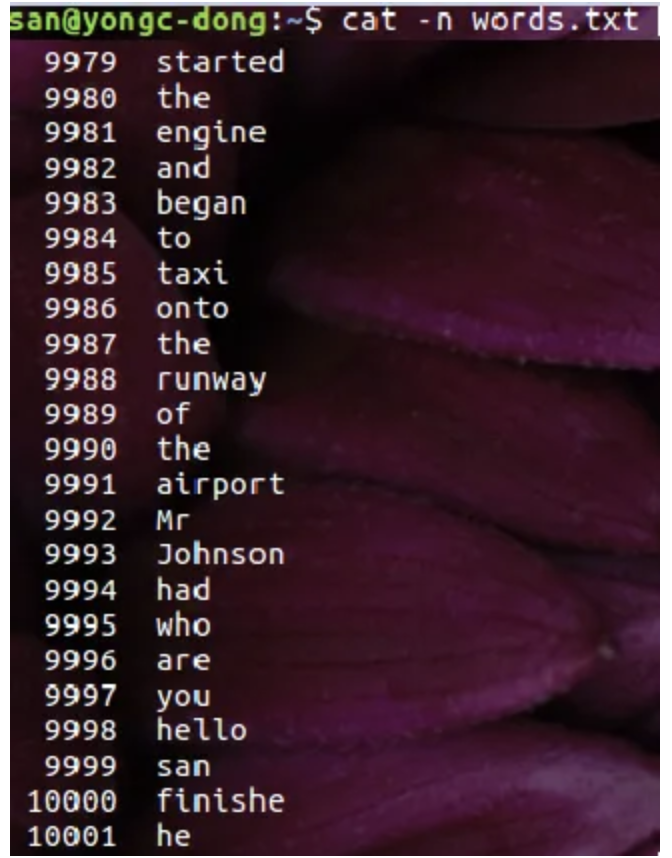 san@yongc-dong:~$ cat -n words.txt
9979 started
9980 the
9981 engine
9982 and
9983 began
9984 to
9985 taxi
9986 onto
9987 the
9988 runway
9989 of
9990 the
9991 airport
9992 Mr
9993 Johnson
9994 had
9995 who
9996 are
9997 you
9998 hello
9999 san
10000 finishe
10001 he